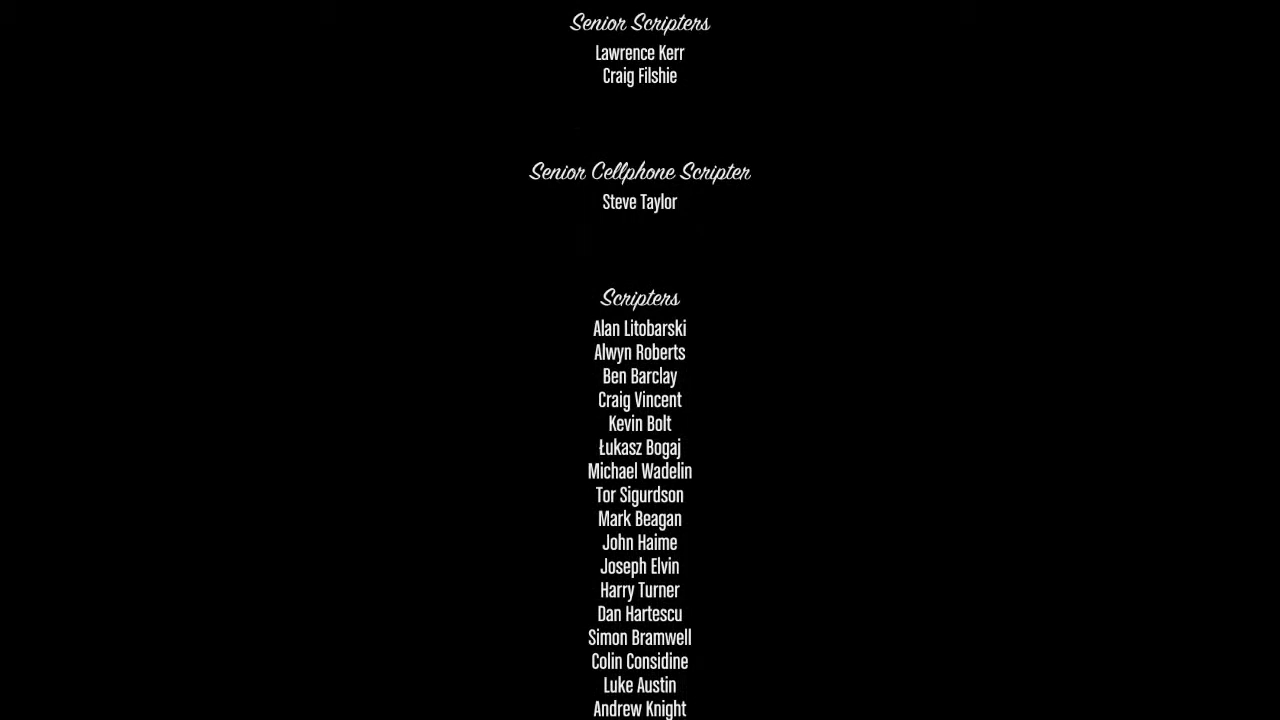 Senior Scripters
Lawrence Kerr
Craig Filshie
Senior Cellphone Scripter
Steve Taylor
Scripters
Alan Litobarski
Alwyn Roberts
Ben Barclay
Craig Vincent
Kevin Bolt
Łukasz Bogaj
Michael Wadelin
Tor Sigurdson
Mark Beagan
John Haime
Joseph Elvin
Harry Turner
Dan Hartescu
Simon Bramwell
Colin Considine
Luke Austin
Andrew Knight